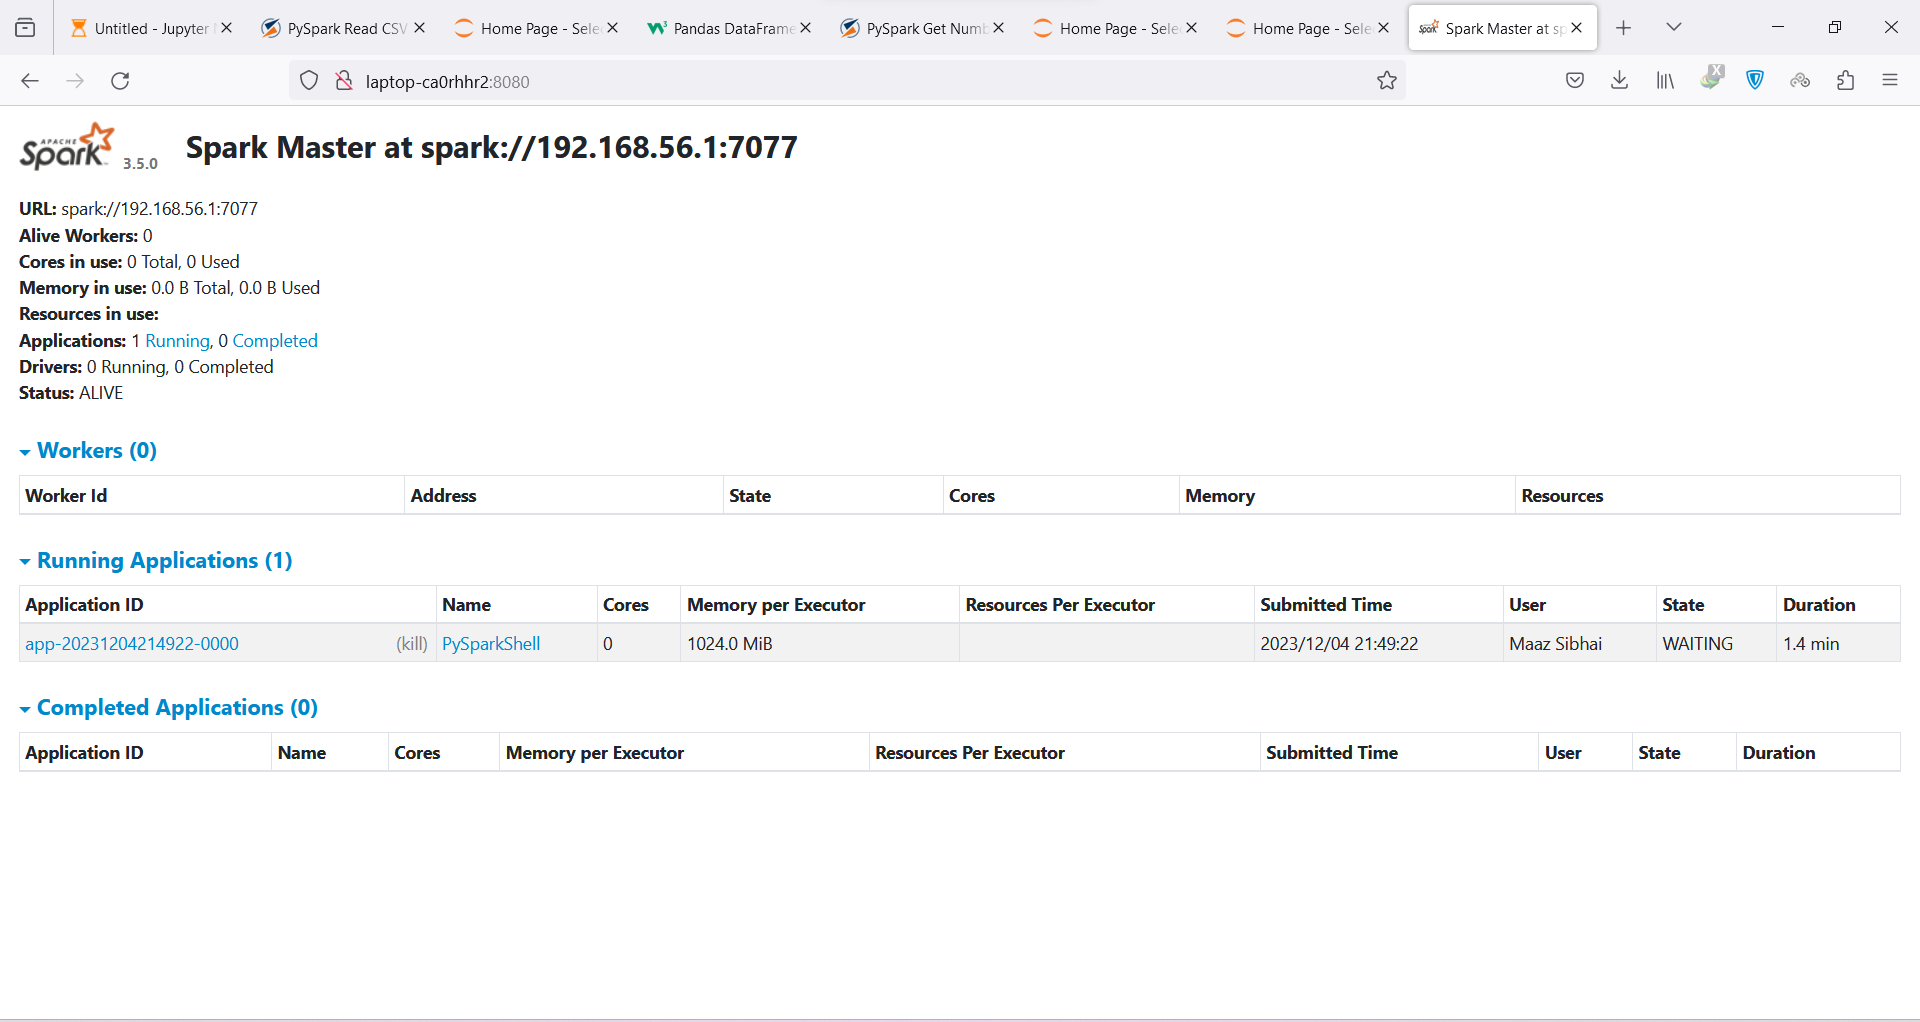 Untitled - Jupyter
PySpark Read CSV
Home Page - Sele
Pandas DataFrame
PySpark Get Numb
Home Page - Sele
Home Page - Sele
Spark Master at sp
laptop-ca0rhhr2:8080
APACHE Spark 3.5.0
Spark Master at spark://192.168.56.1:7077
URL: spark://192.168.56.1:7077
Alive Workers: 0
Cores in use: 0 Total, 0 Used
Memory in use: 0.0 B Total, 0.0 B Used
Resources in use:
Applications: 1 Running, 0 Completed
Drivers: 0 Running, 0 Completed
Status: ALIVE
Workers (0)
Worker Id Address State Cores Memory Resources
Running Applications (1)
Application ID Name Cores Memory per Executor Resources Per Executor Submitted Time User State Duration
app-20231204214922-0000 (kill) PySparkShell 0 1024.0 MiB 2023/12/04 21:49:22 Maaz Sibhai WAITING 1.4 min
Completed Applications (0)
Application ID Name Cores Memory per Executor Resources Per Executor Submitted Time User State Duration